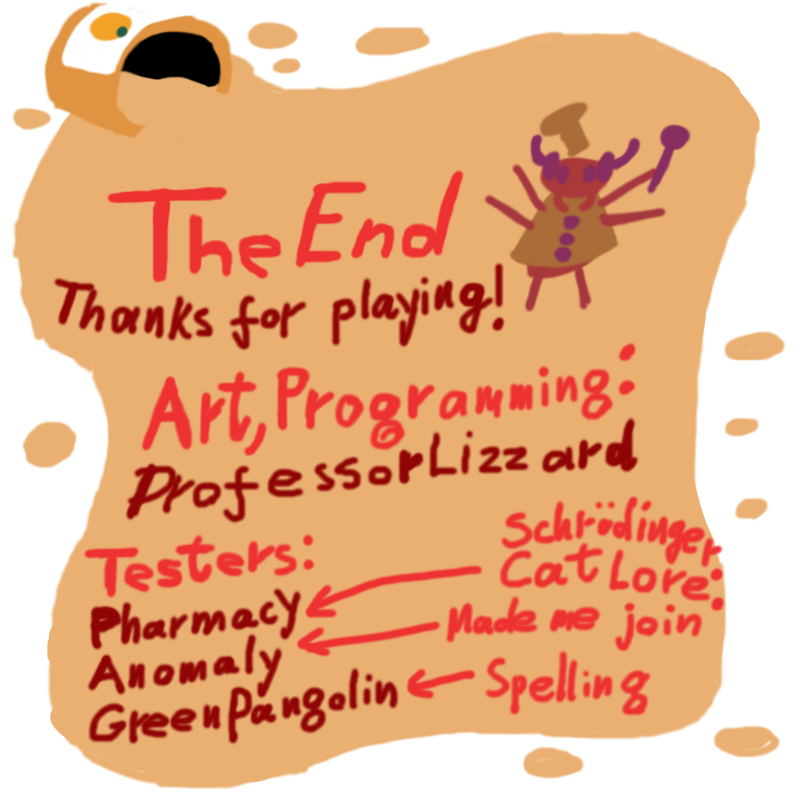 The End
Thanks for playing!
Art, Programming:
ProfessorLizzard
Testers:
Pharmacy
Anomaly
GreenPangolin
Schrödinger
Cat Lore:
Made me join
Spelling